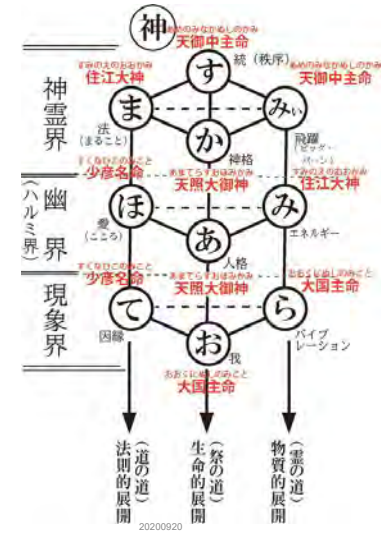 神
あめのみなかぬしのかみ
天御中主命
す
統（秩序）
すみのえのおおかみ
住江大神
あめのみなかぬしのかみ
天御中主命
神霊界
ま
みぃ
法
（まること）
か
神格
飛躍
（ビッグ・
バーン）
すくなひこのみこと
少彦名命
あまてらすおほみかみ
天照大御神
すみのえのおおかみ
住江大神
幽界
（ハルミ界）
ほ
み
愛
（こころ）
あ
人格
エネルギー
すくなひこのみこと
少彦名命
あまてらすおほみかみ
天照大御神
おおくにぬしのみこと
大国主命
現象界
て
ら
因縁
お
我
バイブ
レーション
おおくにぬしのみこと
大国主命
（道の道）
法則的展開
（祭の道）
生命的展開
（霊の道）
物質的展開
20200920